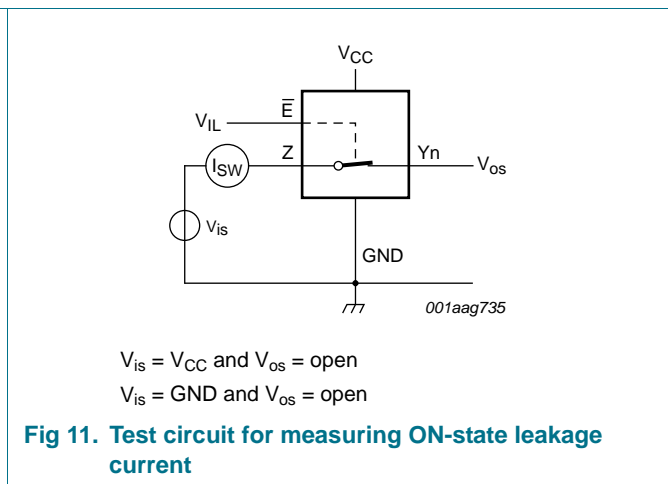 VCC
E̅
VIL
Z
Yn
ISW
Vos
Vis
GND
001aag735
Vis = VCC and Vos = open
Vis = GND and Vos = open
Fig 11. Test circuit for measuring ON-state leakage
current